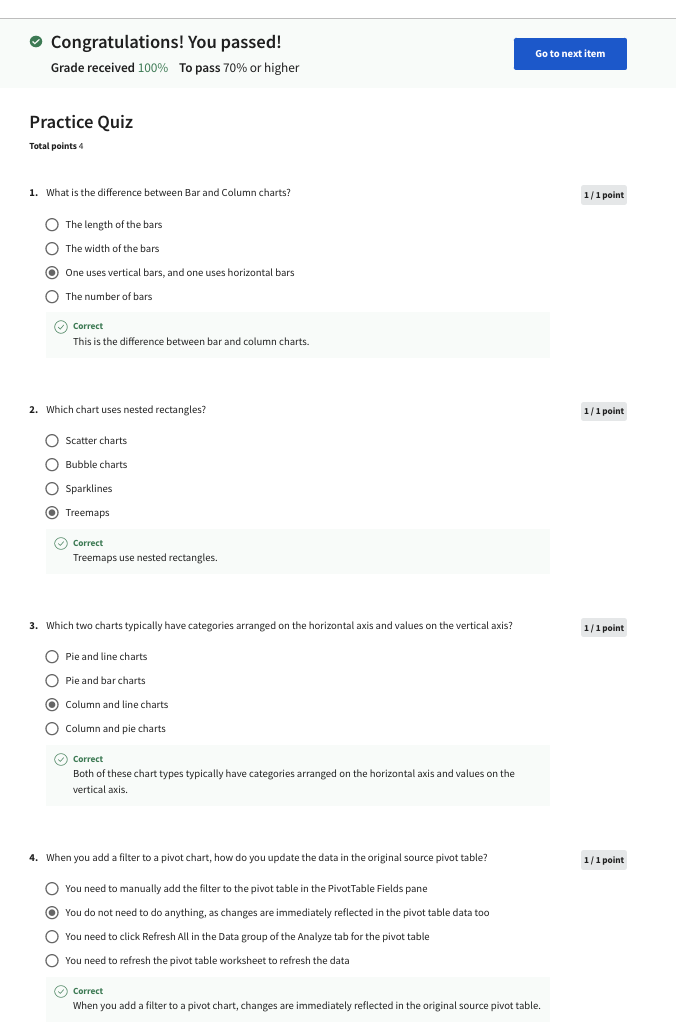 Congratulations! You passed!
Grade received 100% To pass 70% or higher
Go to next item
Practice Quiz
Total points 4
1. What is the difference between Bar and Column charts?
1 / 1 point
The length of the bars
The width of the bars
One uses vertical bars, and one uses horizontal bars
The number of bars
Correct
This is the difference between bar and column charts.
2. Which chart uses nested rectangles?
1 / 1 point
Scatter charts
Bubble charts
Sparklines
Treemaps
Correct
Treemaps use nested rectangles.
3. Which two charts typically have categories arranged on the horizontal axis and values on the vertical axis?
1 / 1 point
Pie and line charts
Pie and bar charts
Column and line charts
Column and pie charts
Correct
Both of these chart types typically have categories arranged on the horizontal axis and values on the
vertical axis.
4. When you add a filter to a pivot chart, how do you update the data in the original source pivot table?
1 / 1 point
You need to manually add the filter to the pivot table in the PivotTable Fields pane
You do not need to do anything, as changes are immediately reflected in the pivot table data too
You need to click Refresh All in the Data group of the Analyze tab for the pivot table
You need to refresh the pivot table worksheet to refresh the data
Correct
When you add a filter to a pivot chart, changes are immediately reflected in the original source pivot table.